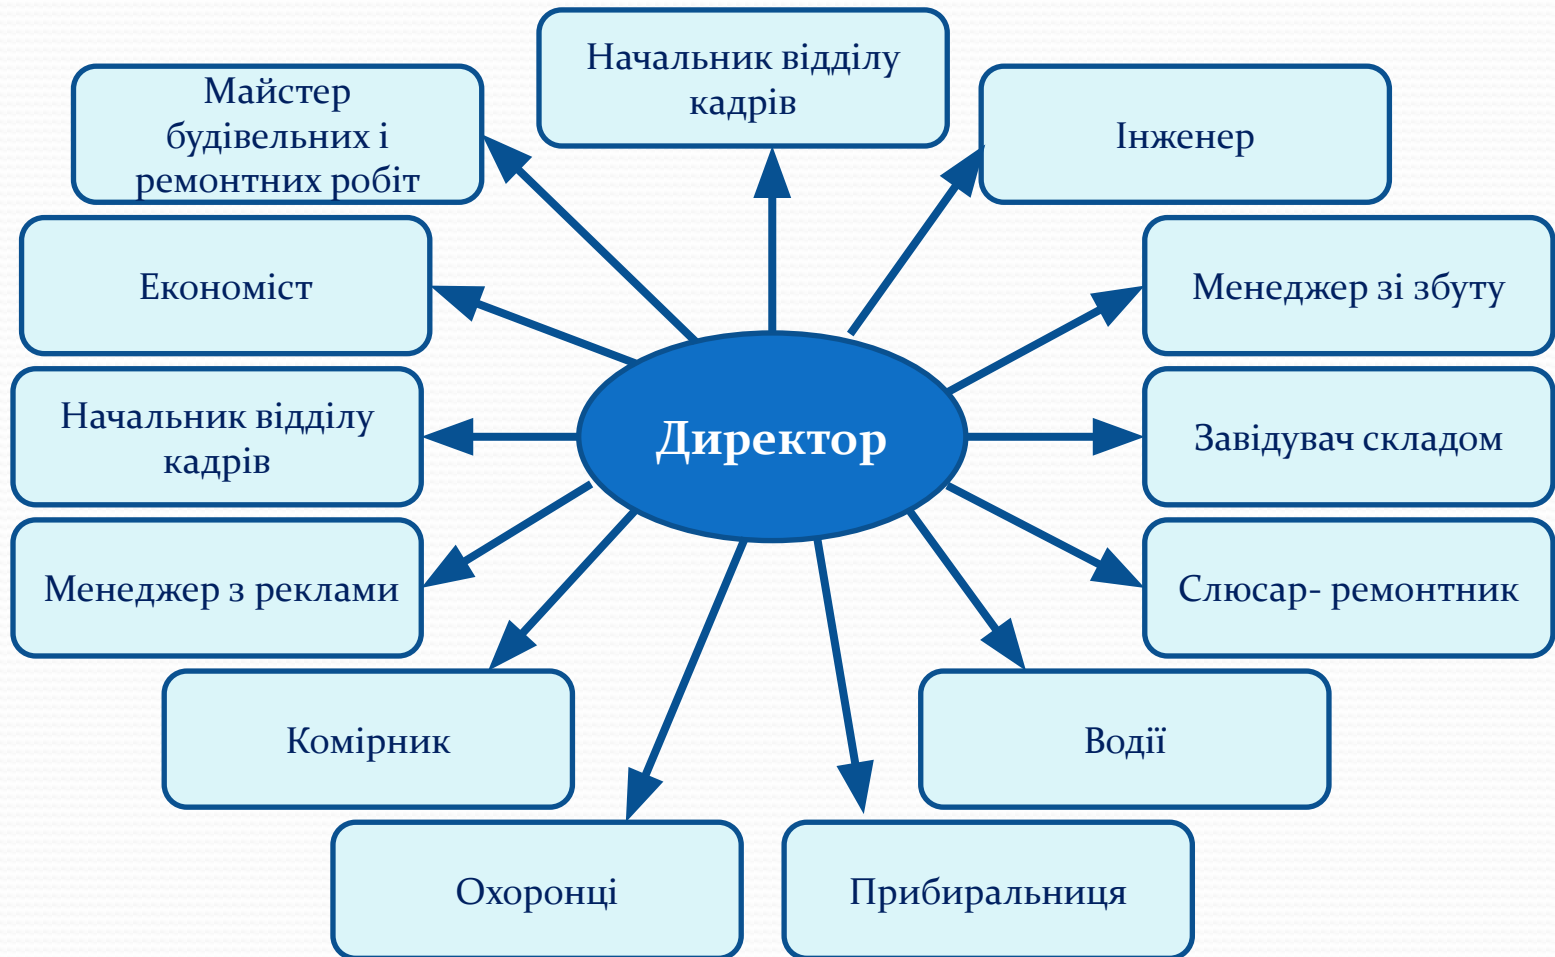 Начальник відділу
кадрів
Майстер
будівельних і
ремонтних робіт
Інженер
Економіст
Менеджер зі збуту
Начальник відділу
кадрів
Директор
Завідувач складом
Менеджер з реклами
Слюсар- ремонтник
Комірник
Водії
Охоронці
Прибиральниця